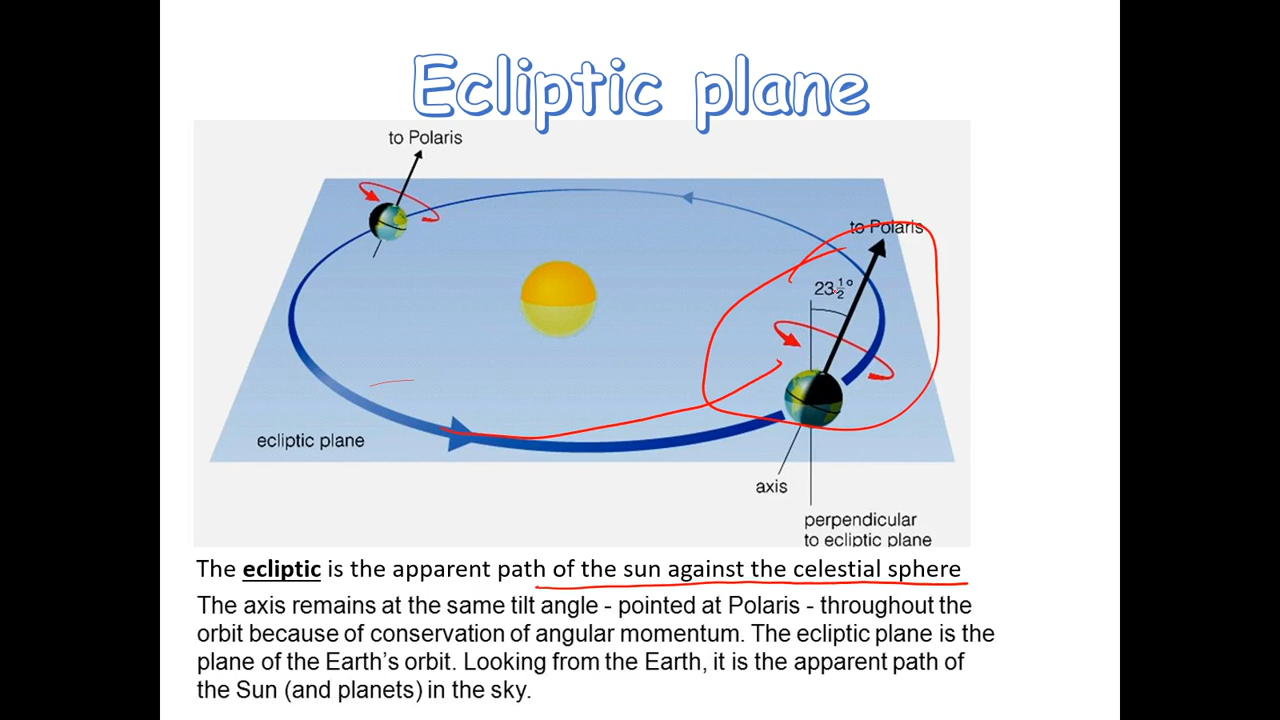 Ecliptic plane
to Polaris
to Polaris
23½°
ecliptic plane
axis
perpendicular
to ecliptic plane
The ecliptic is the apparent path of the sun against the celestial sphere
The axis remains at the same tilt angle - pointed at Polaris - throughout the
orbit because of conservation of angular momentum. The ecliptic plane is the
plane of the Earth's orbit. Looking from the Earth, it is the apparent path of
the Sun (and planets) in the sky.